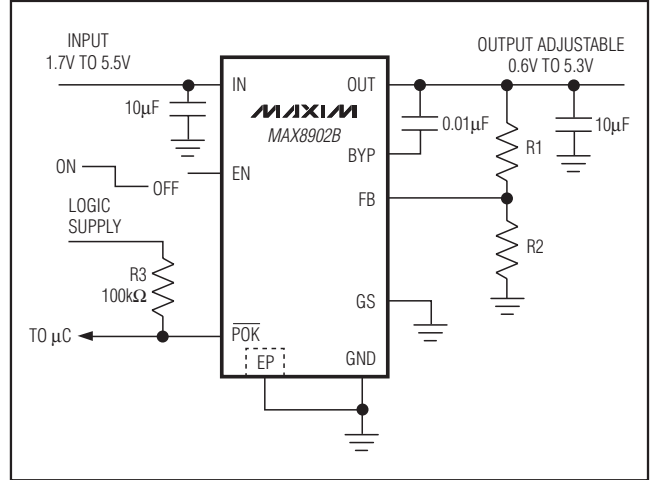 INPUT
1.7V TO 5.5V
OUTPUT ADJUSTABLE
0.6V TO 5.3V
IN
OUT
10μF
MAXIM
MAX8902B
0.01μF
R1
10μF
BYP
ON
OFF
EN
FB
LOGIC
SUPPLY
R2
R3
100kΩ
GS
TO μC
POK
EP
GND